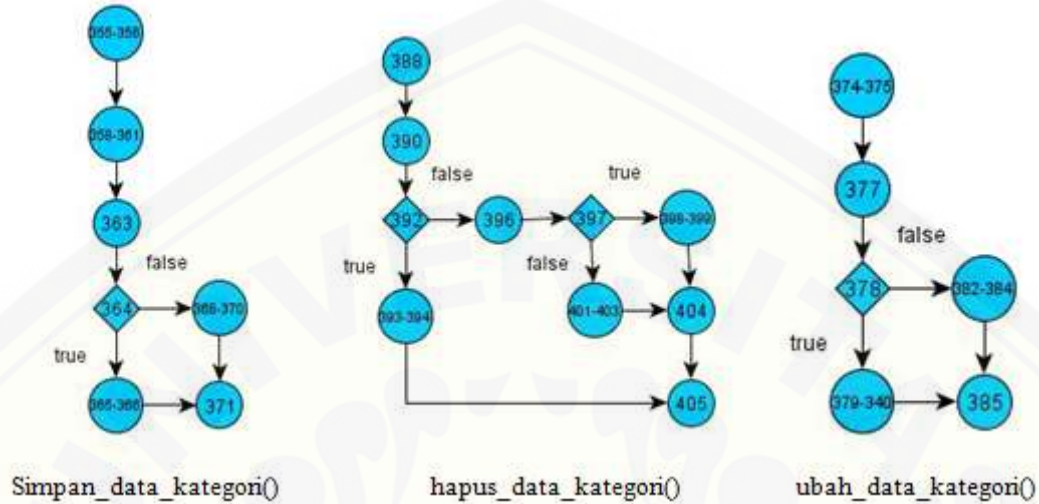 355-356
358-361
363
364
false
true
368-370
365-366
371
Simpan_data_kategori()
388
390
392
false
true
396
397
true
false
398-399
393-394
401-403
404
405
hapus_data_kategori()
374-375
377
378
false
true
382-384
379-340
385
ubah_data_kategori()